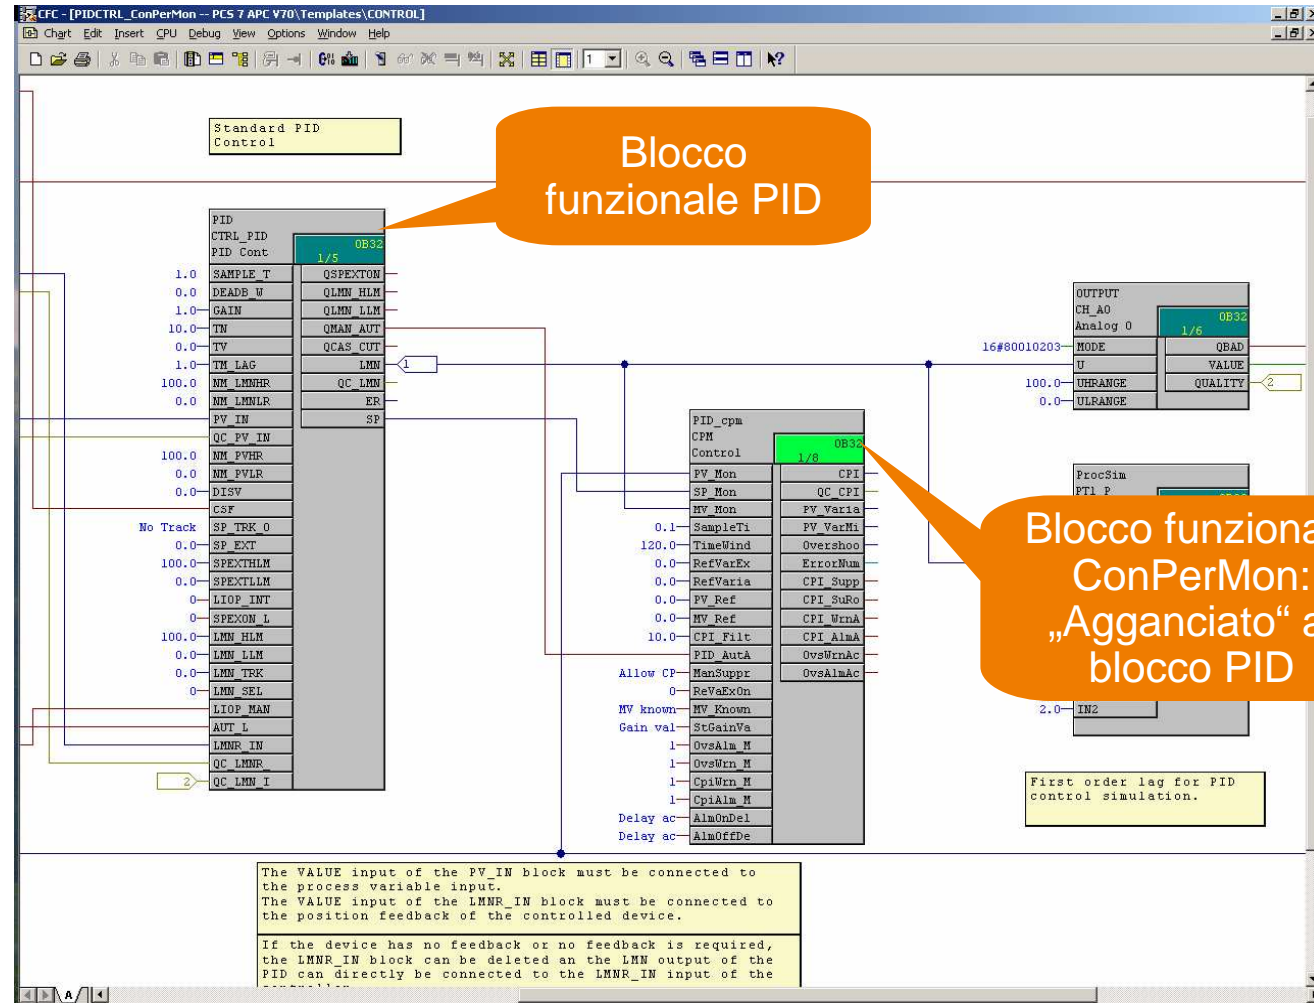 CFC - [PIDCTRL_ConPerMon -- PCS 7 APC V70\Templates\CONTROL]
Chart Edit Insert CPU Debug View Options Window Help
1
Standard PID
Control
Blocco
funzionale PID
PID
CTRL_PID
PID Cont
OB32
1/5
1.0 SAMPLE_T QSPEXTON
0.0 DEADB_W QLMN_HLM
1.0 GAIN QLMN_LLM
10.0 TN QMAN_AUT
0.0 TV QCAS_CUT
1.0 TM_LAG LMN 1
100.0 NM_LMNHR QC_LMN
0.0 NM_LMNLR ER
PV_IN SP
QC_PV_IN
100.0 NM_PVHR
0.0 NM_PVLR
0.0 DISV
CSF
No Track SP_TRK_O
0.0 SP_EXT
100.0 SPEXTHLM
0.0 SPEXTLLM
0 LIOP_INT
0 SPEXON_L
100.0 LMN_HLM
0.0 LMN_LLM
0.0 LMN_TRK
0 LMN_SEL
LIOP_MAN
AUT_L
LMNR_IN
QC_LMNR_
2 QC_LMN_I
OUTPUT
CH_AO
Analog O
OB32
1/6
16#80010203 MODE QBAD
U VALUE
100.0 UHRANGE QUALITY 2
0.0 ULRANGE
PID_cpm
CPM
Control
OB32
1/8
PV_Mon CPI
SP_Mon QC_CPI
MV_Mon PV_Varia
0.1 SampleTi PV_VarMi
120.0 TimeWind Overshoo
0.0 RefVarEx ErrorNum
0.0 RefVaria CPI_Supp
0.0 PV_Ref CPI_SuRo
0.0 MV_Ref CPI_WrnA
10.0 CPI_Filt CPI_AlmA
PID_AutA OvsWrnAc
Allow CP ManSuppr OvsAlmAc
0 ReVaExOn
MV known MV_Known
Gain val StGainVa
1 OvsAlm_M
1 OvsWrn_M
1 CpiWrn_M
1 CpiAlm_M
Delay ac AlmOnDel
Delay ac AlmOffDe
ProcSim
PT1_P
Blocco funziona
ConPerMon:
„Agganciato“ a
blocco PID
2.0 IN2
First order lag for PID
control simulation.
The VALUE input of the PV_IN block must be connected to
the process variable input.
The VALUE input of the LMNR_IN block must be connected to
the position feedback of the controlled device.
If the device has no feedback or no feedback is required,
the LMNR_IN block can be deleted an the LMN output of the
PID can directly be connected to the LMNR_IN input of the
A